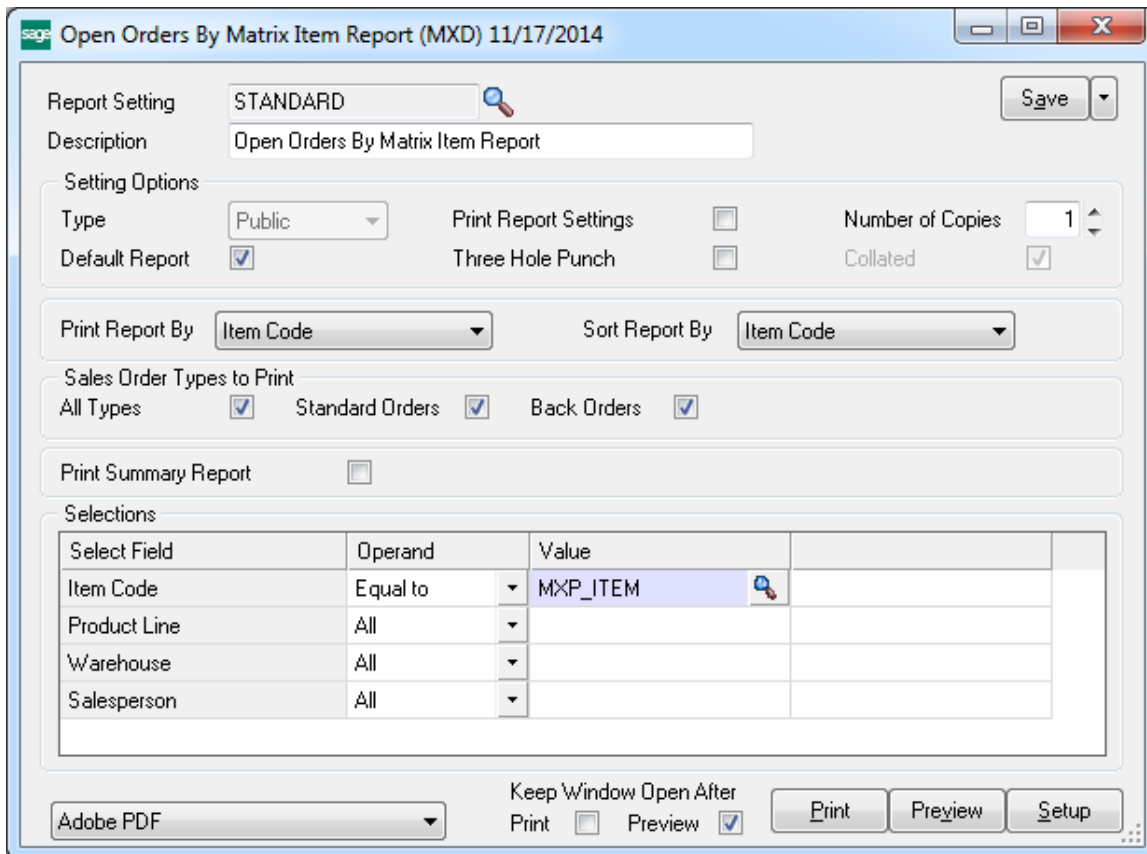 sage Open Orders By Matrix Item Report (MXD) 11/17/2014
Report Setting STANDARD Save
Description Open Orders By Matrix Item Report
Setting Options
Type Public Print Report Settings Number of Copies 1
Default Report Three Hole Punch Collated
Print Report By Item Code Sort Report By Item Code
Sales Order Types to Print
All Types Standard Orders Back Orders
Print Summary Report
Selections
Select Field Operand Value
Item Code Equal to MXP_ITEM
Product Line All
Warehouse All
Salesperson All
Keep Window Open After
Adobe PDF Print Preview Print Preview Setup